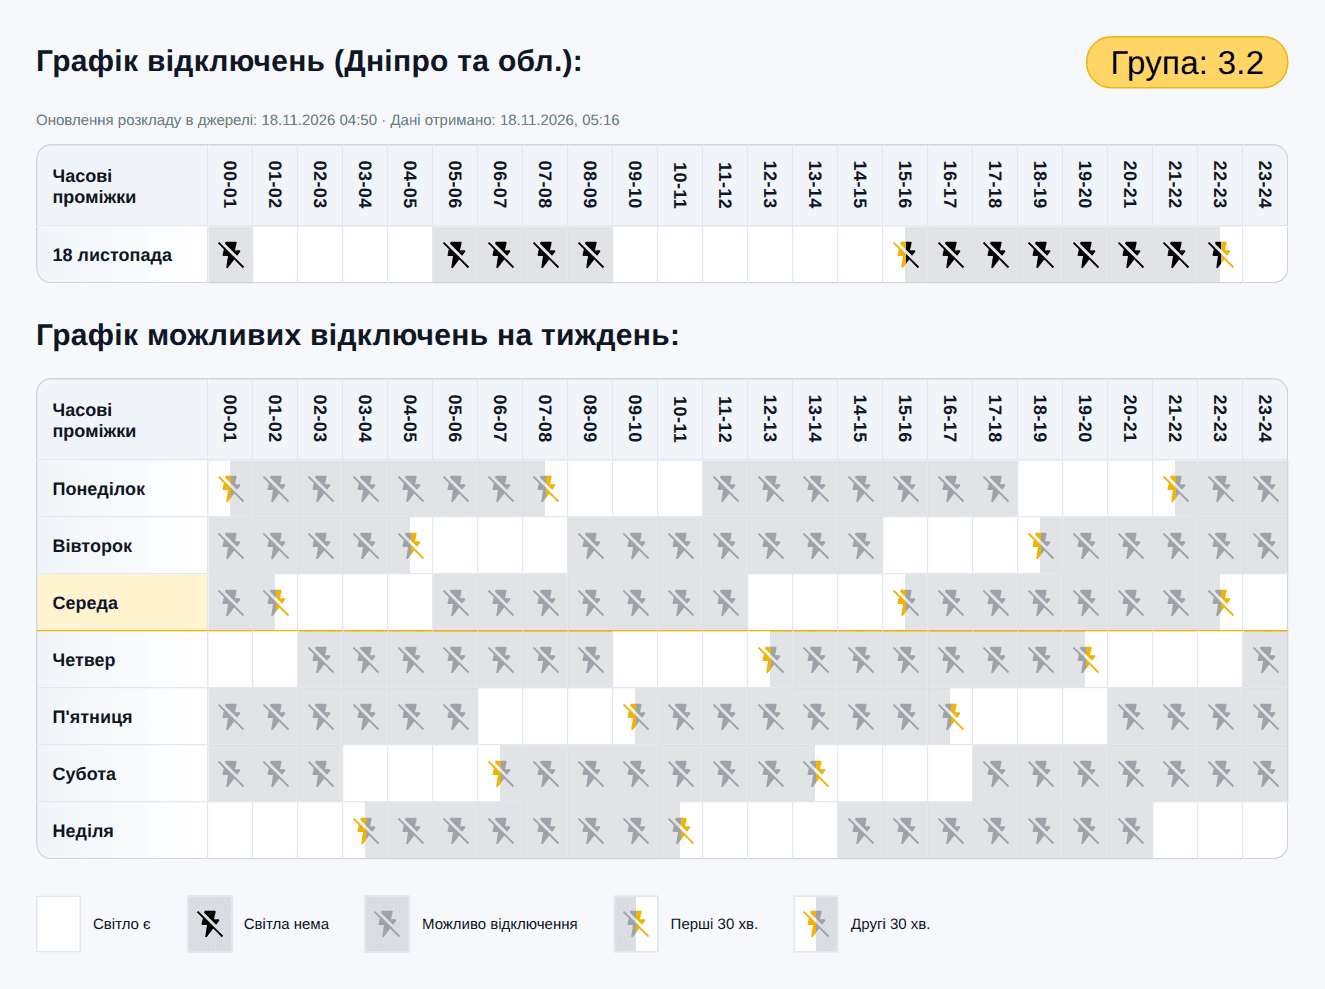 Графік відключень (Дніпро та обл.):
Група: 3.2
Оновлення розкладу в джерелі: 18.11.2026 04:50 · Дані отримано: 18.11.2026, 05:16
Часові
проміжки
00-01 01-02 02-03 03-04 04-05 05-06 06-07 07-08 08-09 09-10 10-11 11-12 12-13 13-14 14-15 15-16 16-17 17-18 18-19 19-20 20-21 21-22 22-23 23-24
18 листопада
Графік можливих відключень на тиждень:
Часові
проміжки
00-01 01-02 02-03 03-04 04-05 05-06 06-07 07-08 08-09 09-10 10-11 11-12 12-13 13-14 14-15 15-16 16-17 17-18 18-19 19-20 20-21 21-22 22-23 23-24
Понеділок
Вівторок
Середа
Четвер
П'ятниця
Субота
Неділя
Світло є
Світла нема
Можливо відключення
Перші 30 хв.
Другі 30 хв.